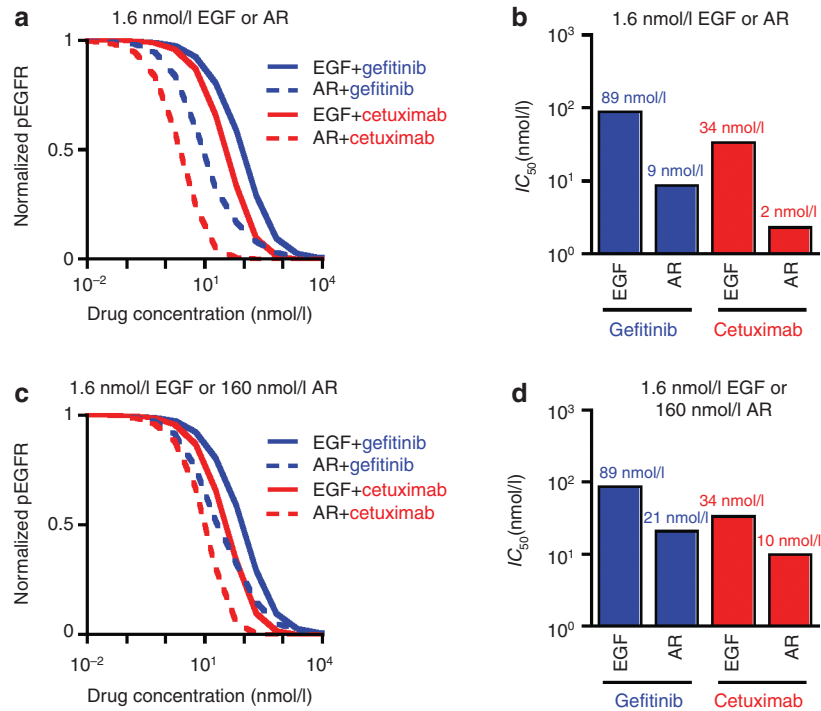 a
1.6 nmol/l EGF or AR
Normalized pEGFR
1
0.5
0
EGF+gefitinib
AR+gefitinib
EGF+cetuximab
AR+cetuximab
10⁻² 10¹ 10⁴
Drug concentration (nmol/l)
b
1.6 nmol/l EGF or AR
IC₅₀(nmol/l)
10³
10²
10¹
10⁰
89 nmol/l
9 nmol/l
34 nmol/l
2 nmol/l
EGF AR EGF AR
Gefitinib Cetuximab
c
1.6 nmol/l EGF or 160 nmol/l AR
Normalized pEGFR
1
0.5
0
EGF+gefitinib
AR+gefitinib
EGF+cetuximab
AR+cetuximab
10⁻² 10¹ 10⁴
Drug concentration (nmol/l)
d
1.6 nmol/l EGF or
160 nmol/l AR
IC₅₀(nmol/l)
10³
10²
10¹
10⁰
89 nmol/l
21 nmol/l
34 nmol/l
10 nmol/l
EGF AR EGF AR
Gefitinib Cetuximab